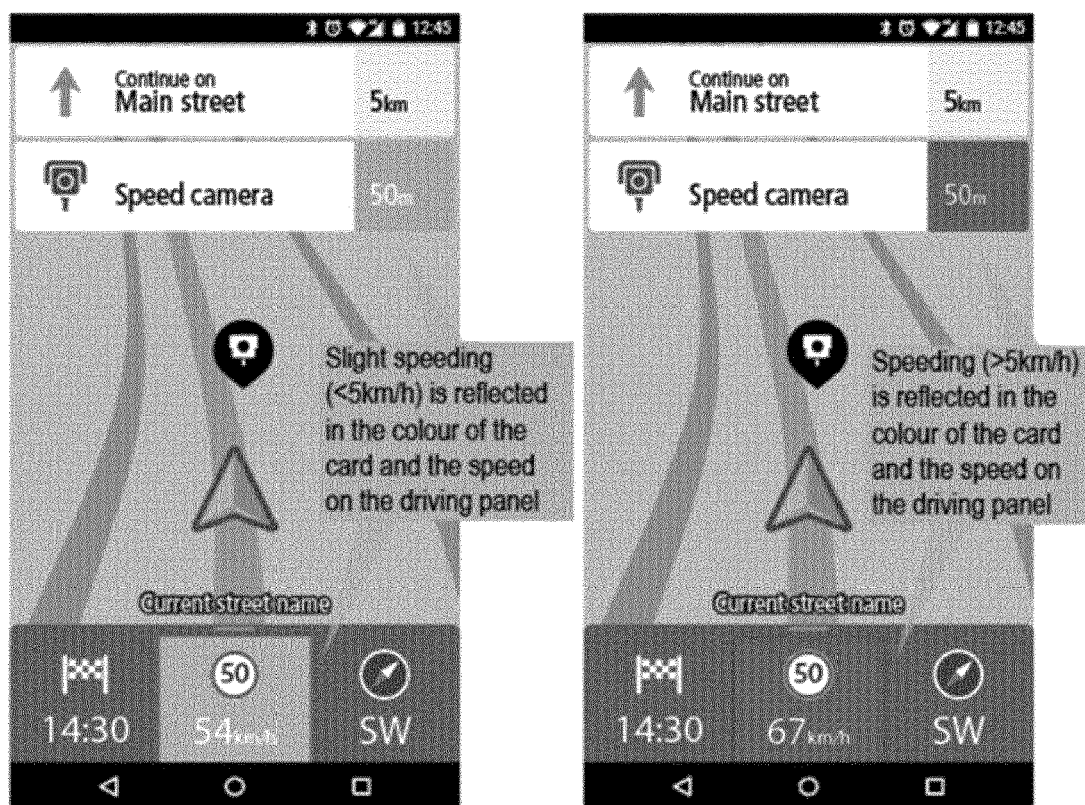 12:45
Continue on
Main street
5km
Speed camera
50m
Slight speeding
(<5km/h) is reflected
in the colour of the
card and the speed
on the driving panel
Current street name
50
14:30
54km/h
SW
12:45
Continue on
Main street
5km
Speed camera
50m
Speeding (>5km/h)
is reflected in the
colour of the card
and the speed on
the driving panel
Current street name
50
14:30
67km/h
SW